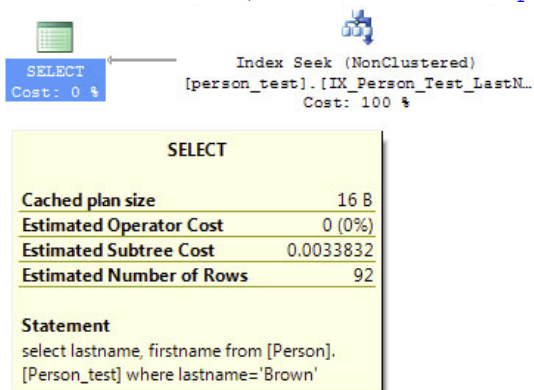 SELECT
Cost: 0 %
Index Seek (NonClustered)
[person_test].[IX_Person_Test_LastN…
Cost: 100 %
SELECT
Cached plan size 16 B
Estimated Operator Cost 0 (0%)
Estimated Subtree Cost 0.0033832
Estimated Number of Rows 92
Statement
select lastname, firstname from [Person].
[Person_test] where lastname='Brown'